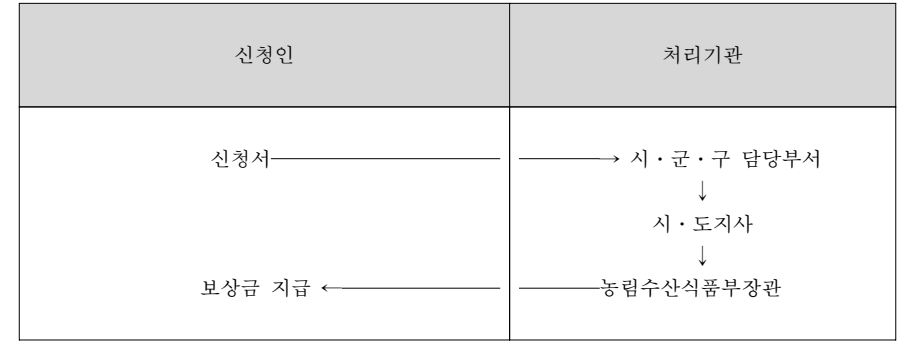 신청인 처리기관
신청서 → 시·군·구 담당부서
↓
시·도지사
↓
보상금 지급 ← 농림수산식품부장관